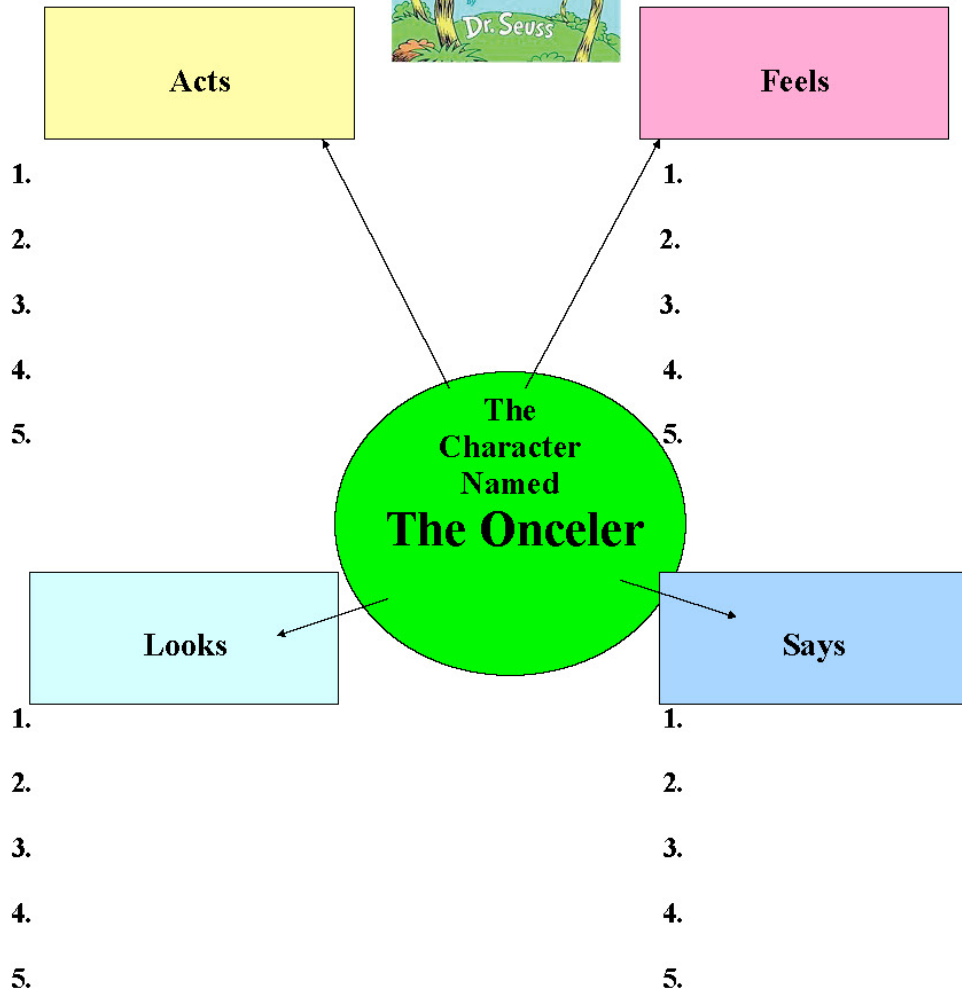 by
Dr. Seuss
Acts
Feels
1.
2.
3.
4.
5.
1.
2.
3.
4.
5.
The
Character
Named
The Onceler
Looks
Says
1.
2.
3.
4.
5.
1.
2.
3.
4.
5.